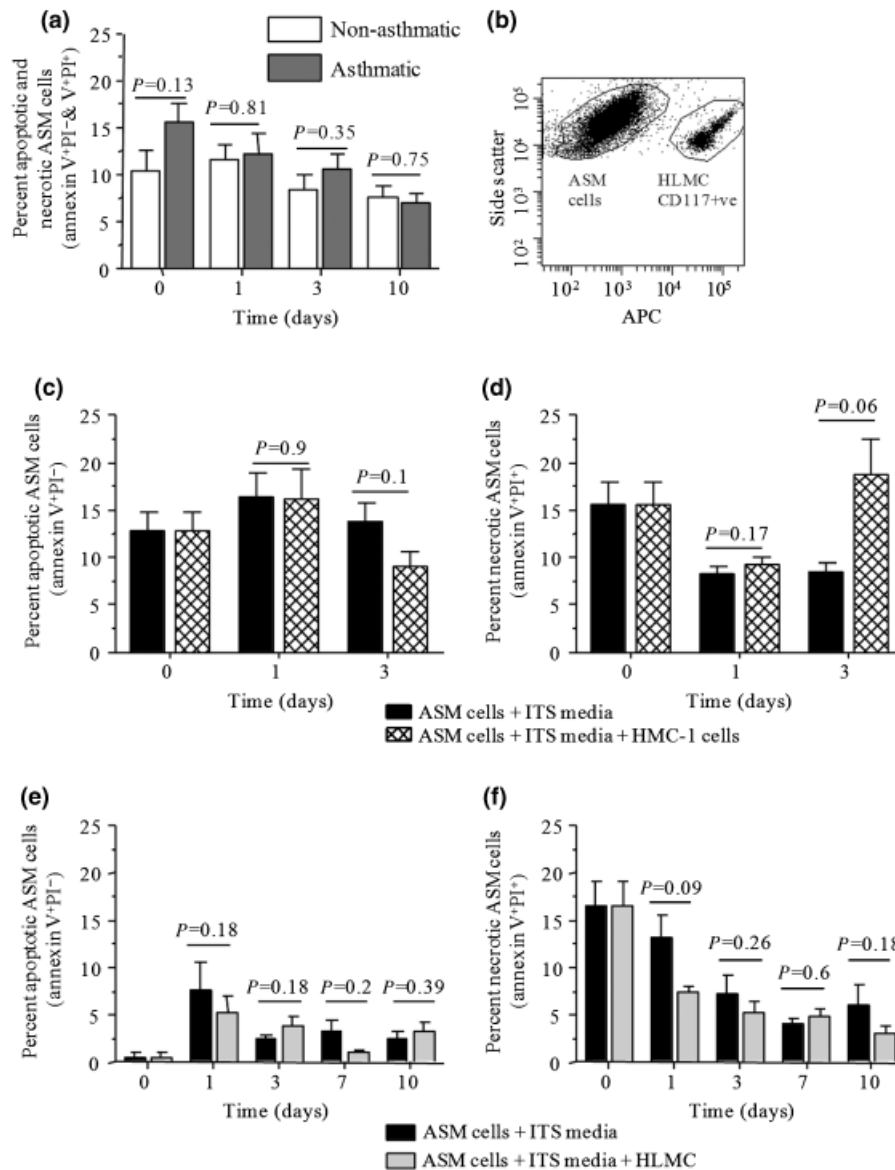 (a)
Percent apoptotic and
necrotic ASM cells
(annexin V⁺PI⁻& V⁺PI⁺)
25
20
15
10
5
0
Non-asthmatic
Asthmatic
P=0.13
P=0.81
P=0.35
P=0.75
0 1 3 10
Time (days)
(b)
Side scatter
10⁵
10⁴
10³
10²
ASM
cells
HLMC
CD117+ve
10² 10³ 10⁴ 10⁵
APC
(c)
Percent apoptotic ASM cells
(annexin V⁺PI⁻)
25
20
15
10
5
0
P=0.9
P=0.1
0 1 3
Time (days)
(d)
Percent necrotic ASM cells
(annexin V⁺PI⁺)
25
20
15
10
5
0
P=0.17
P=0.06
0 1 3
Time (days)
ASM cells + ITS media
ASM cells + ITS media + HMC-1 cells
(e)
Percent apoptotic ASM cells
(annexin V⁺PI⁻)
25
20
15
10
5
0
P=0.18
P=0.18
P=0.2
P=0.39
0 1 3 7 10
Time (days)
(f)
Percent necrotic ASM cells
(annexin V⁺PI⁺)
25
20
15
10
5
0
P=0.09
P=0.26
P=0.6
P=0.18
0 1 3 7 10
Time (days)
ASM cells + ITS media
ASM cells + ITS media + HLMC